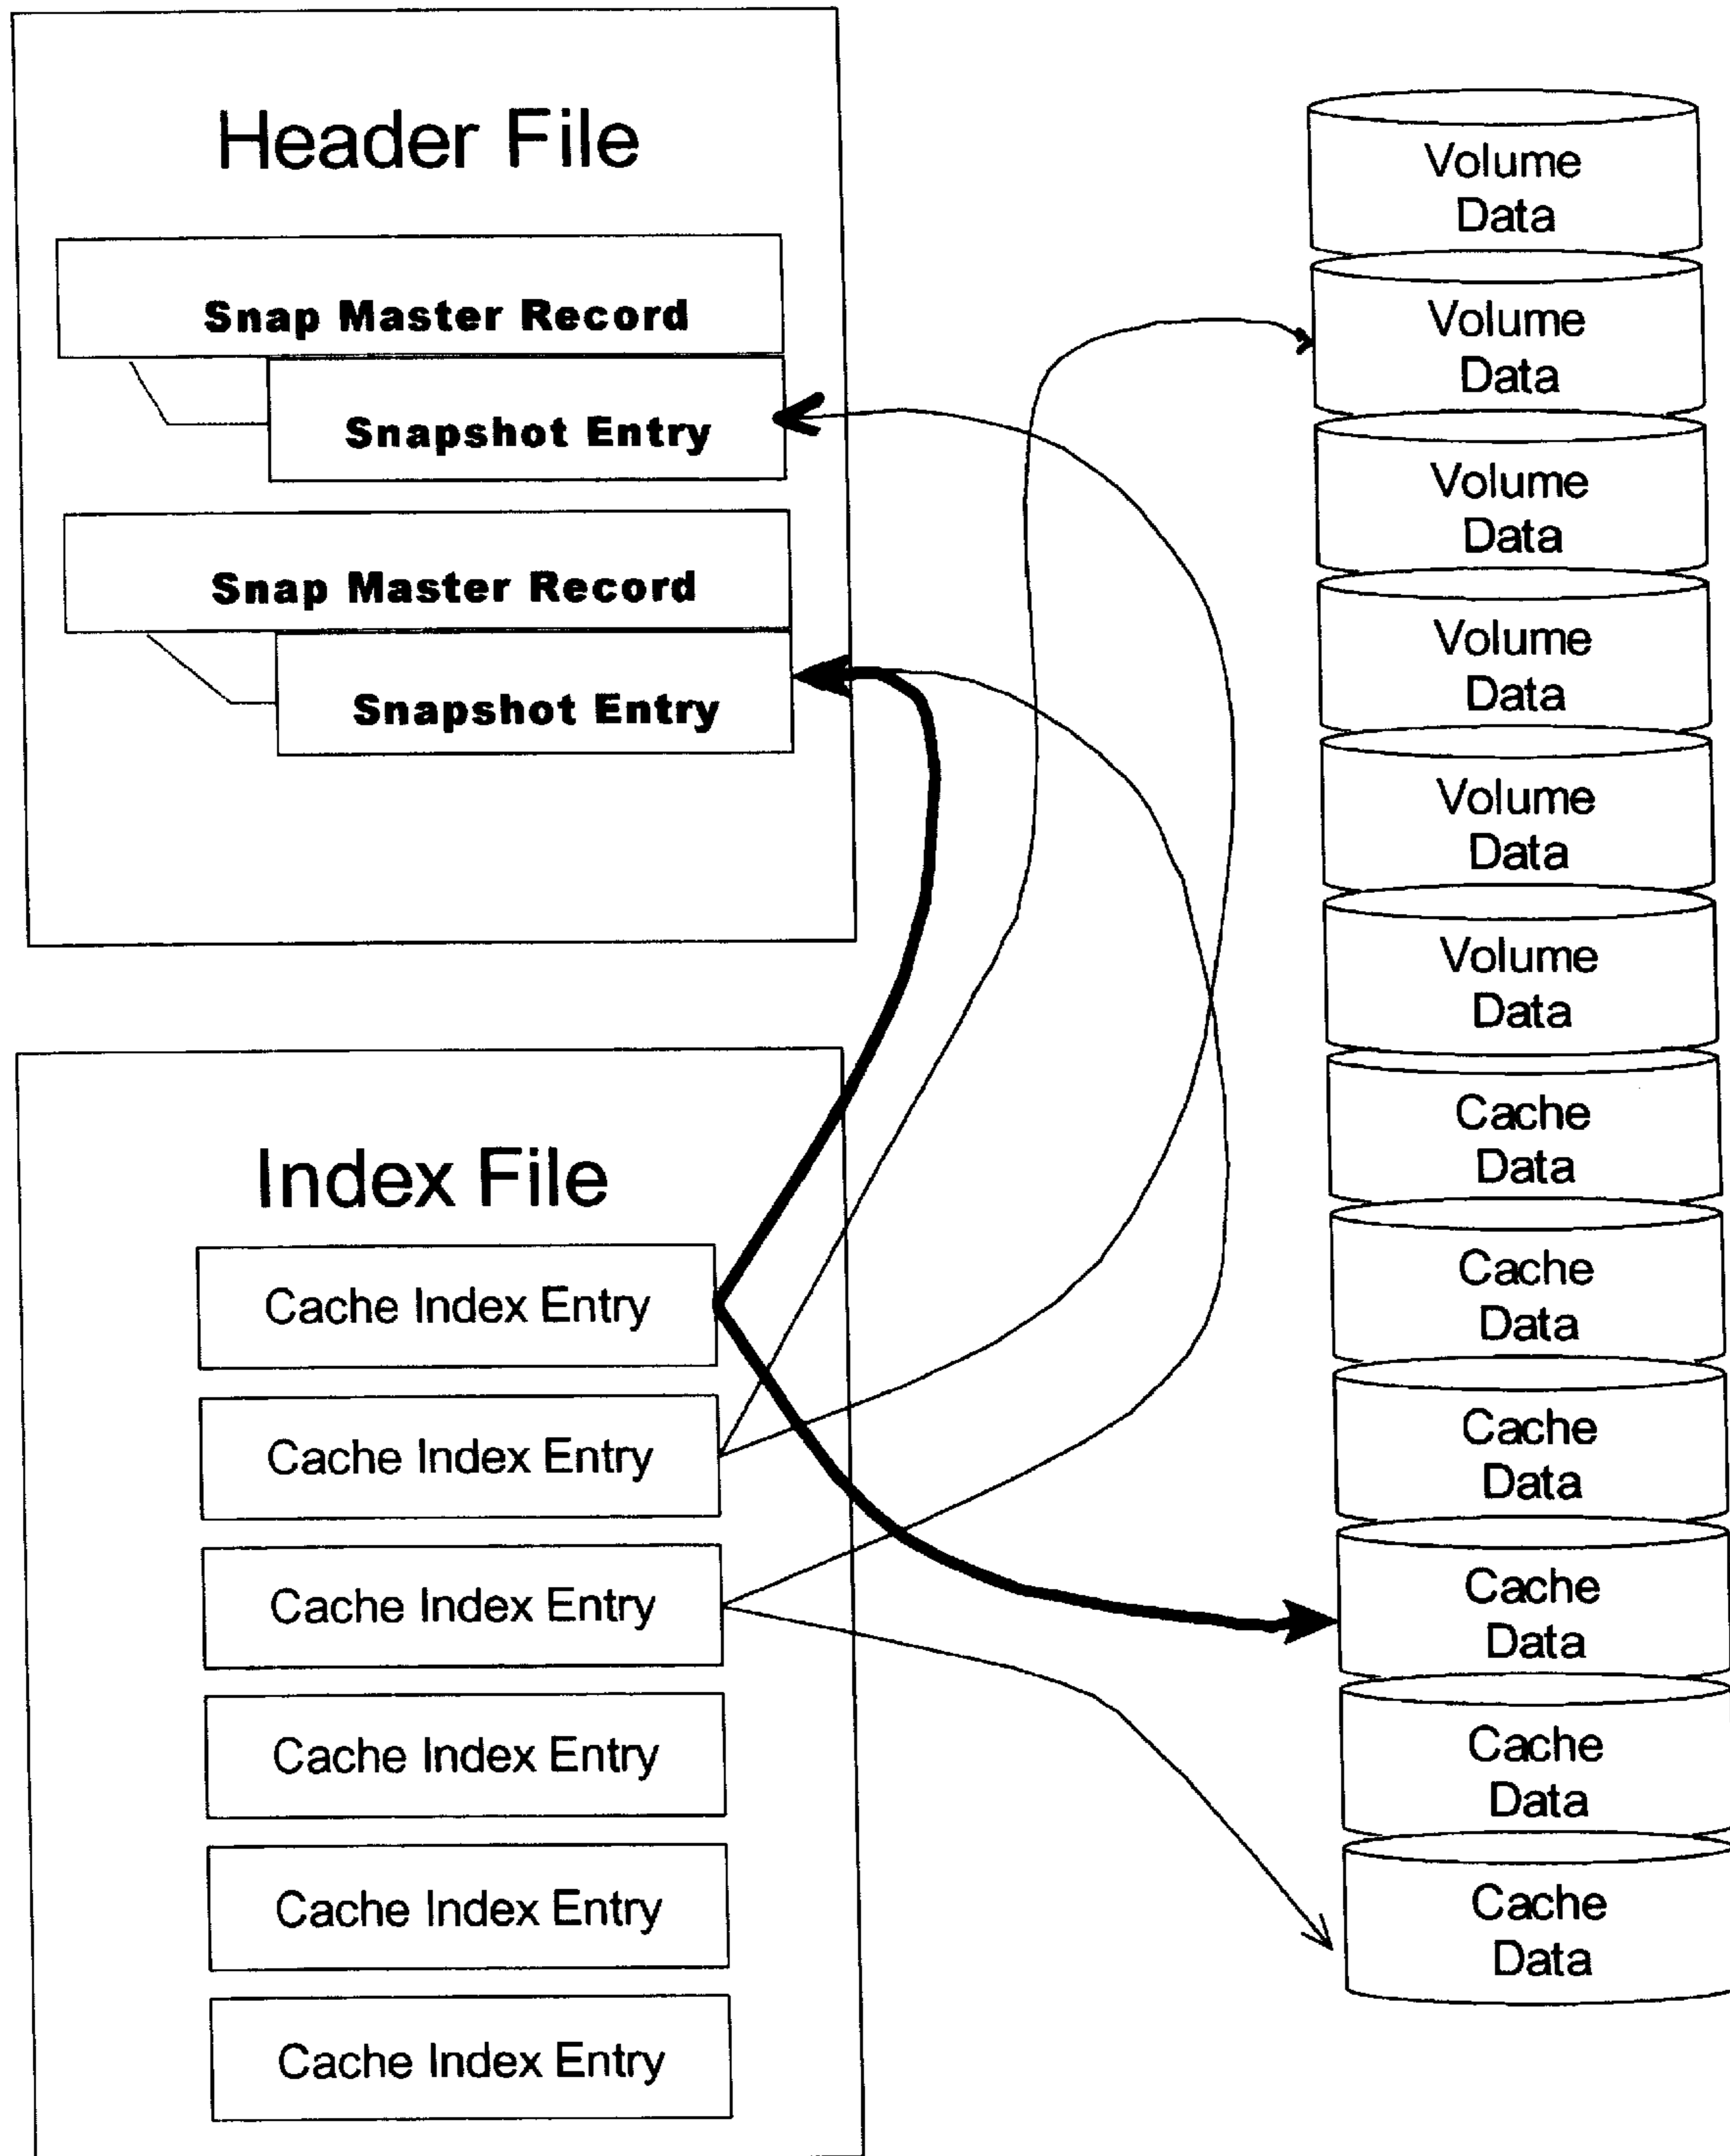 Header File
Snap Master Record
Snapshot Entry
Snap Master Record
Snapshot Entry
Index File
Cache Index Entry
Cache Index Entry
Cache Index Entry
Cache Index Entry
Cache Index Entry
Cache Index Entry
Volume
Data
Volume
Data
Volume
Data
Volume
Data
Volume
Data
Volume
Data
Cache
Data
Cache
Data
Cache
Data
Cache
Data
Cache
Data
Cache
Data